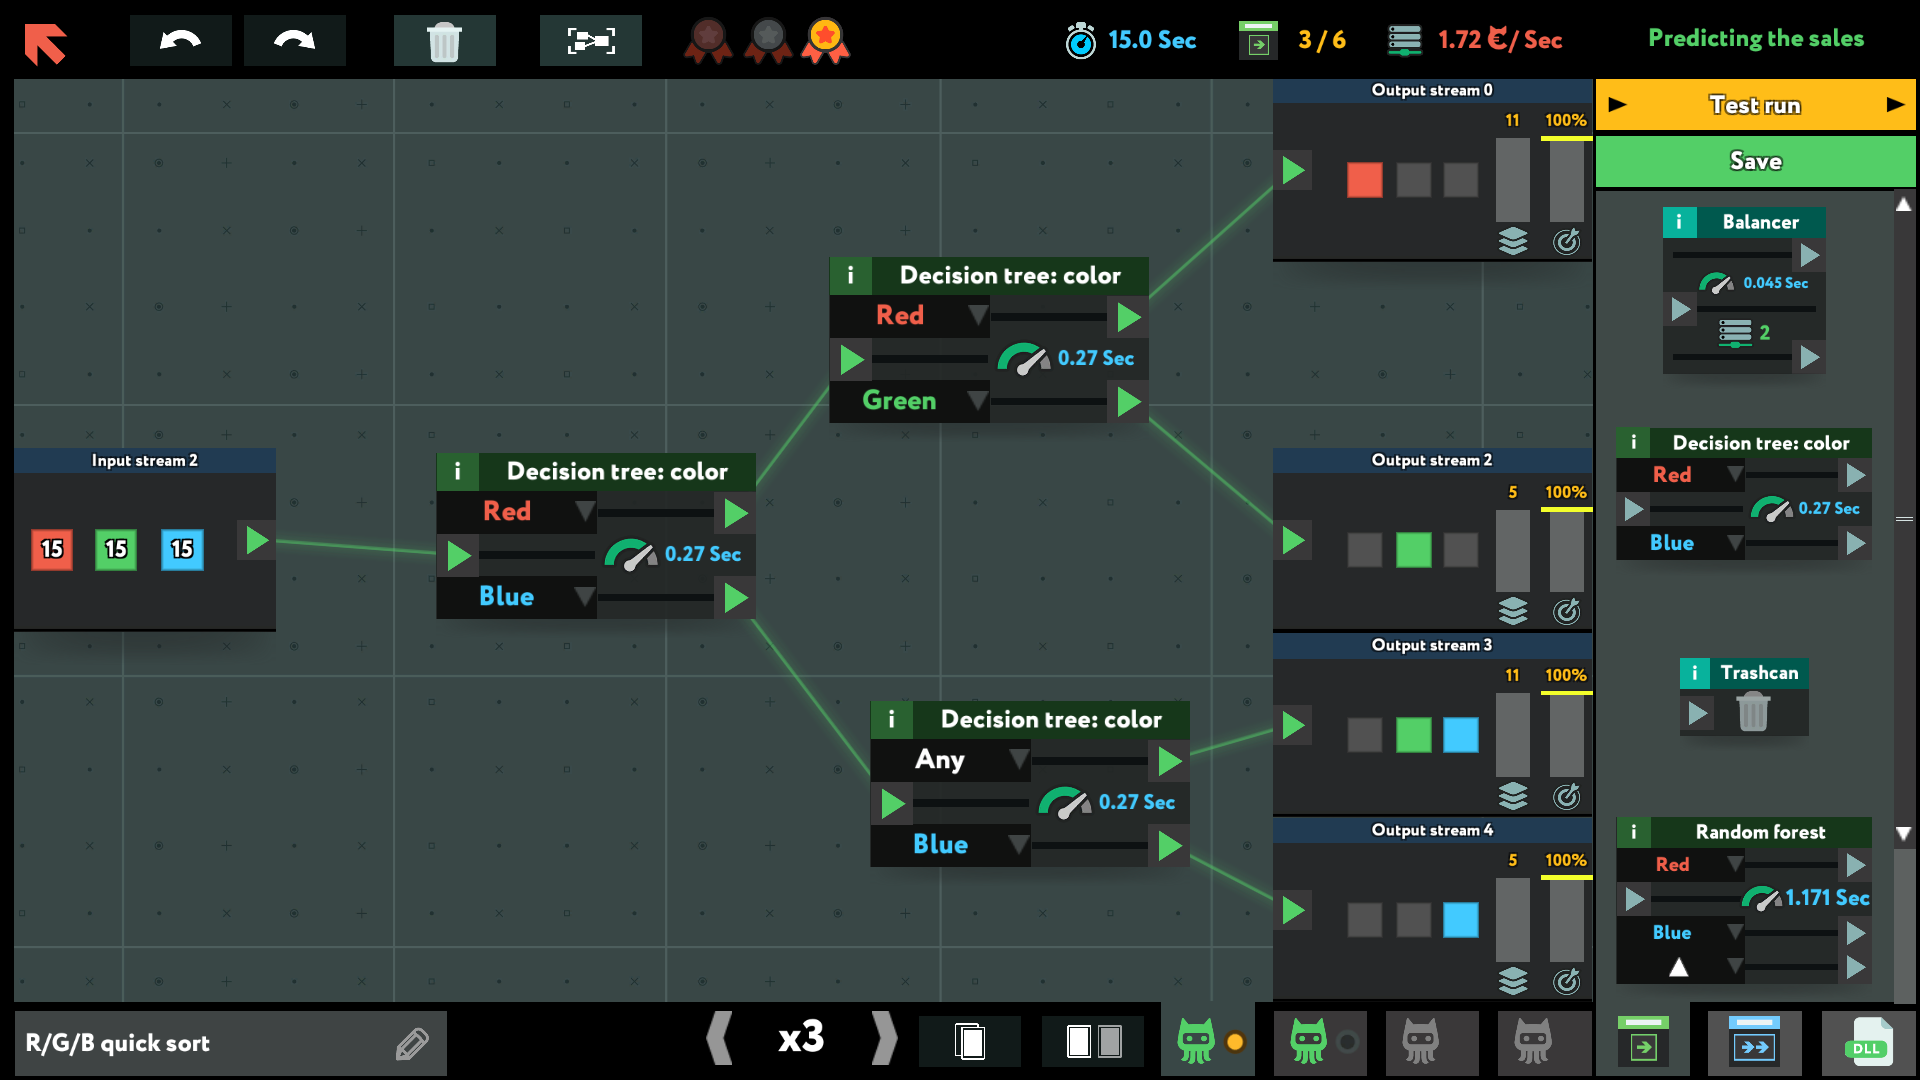 15.0 Sec
3 / 6
1.72 €/ Sec
Predicting the sales
Test run
Save
Output stream 0
11
100%
i
Balancer
0.045 Sec
2
i
Decision tree: color
Red
0.27 Sec
Green
Input stream 2
15
15
15
i
Decision tree: color
Red
0.27 Sec
Blue
Output stream 2
5
100%
i
Decision tree: color
Red
0.27 Sec
Blue
Output stream 3
11
100%
i
Trashcan
i
Decision tree: color
Any
0.27 Sec
Blue
Output stream 4
5
100%
i
Random forest
Red
1.171 Sec
Blue
R/G/B quick sort
x3
DLL